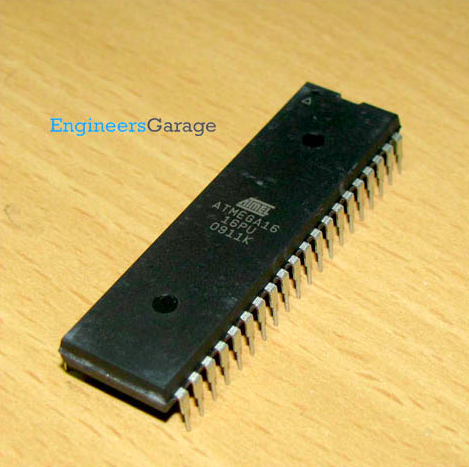 EngineersGarage
ATMEL
ATMEGA16
16PU
0911K